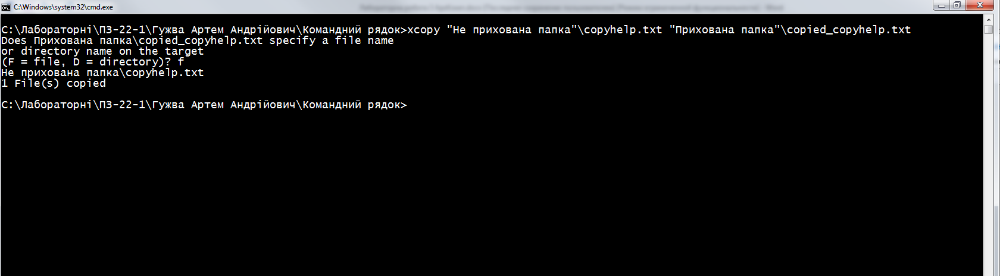 C:\Windows\system32\cmd.exe
C:\Лабораторні\ПЗ-22-1\Гужва Артем Андрійович\Командний рядок>xcopy "Не прихована папка"\copyhelp.txt "Прихована папка"\copied_copyhelp.txt
Does Прихована папка\copied_copyhelp.txt specify a file name
or directory name on the target
(F = file, D = directory)? f
Не прихована папка\copyhelp.txt
1 File(s) copied
C:\Лабораторні\ПЗ-22-1\Гужва Артем Андрійович\Командний рядок>